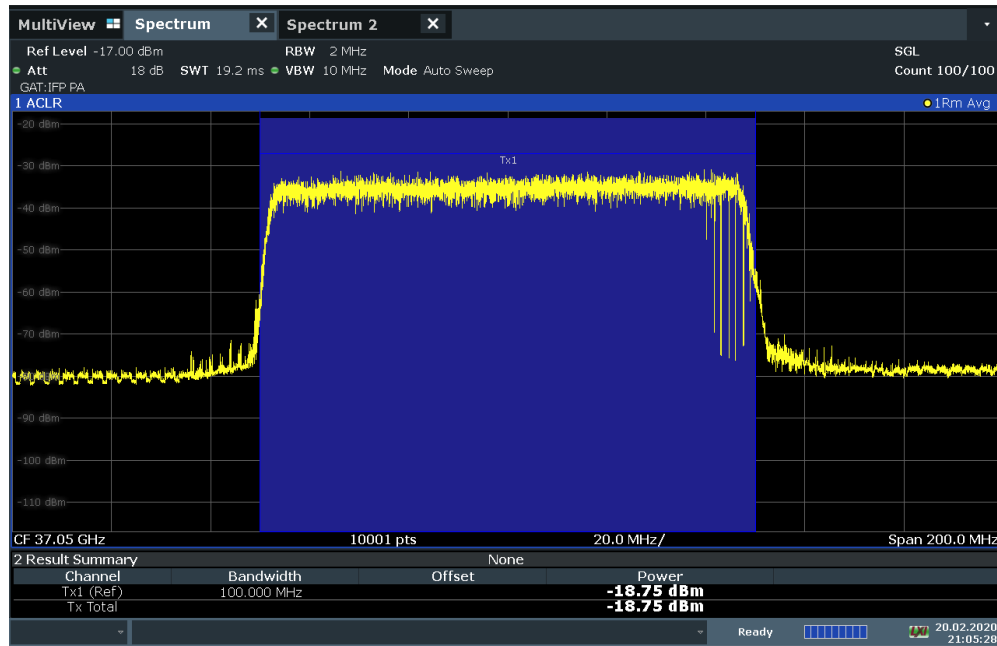 MultiView Spectrum X Spectrum 2 X
Ref Level -17.00 dBm RBW 2 MHz SGL
Att 18 dB SWT 19.2 ms VBW 10 MHz Mode Auto Sweep Count 100/100
GAT:IFP PA
1 ACLR 1Rm Avg
-20 dBm
Tx1
-30 dBm
-40 dBm
-50 dBm
-60 dBm
-70 dBm
-90 dBm
-100 dBm
-110 dBm
CF 37.05 GHz 10001 pts 20.0 MHz/ Span 200.0 MHz
2 Result Summary None
Channel Bandwidth Offset Power
Tx1 (Ref) 100.000 MHz -18.75 dBm
Tx Total -18.75 dBm
Ready LXI 20.02.2020
21:05:28